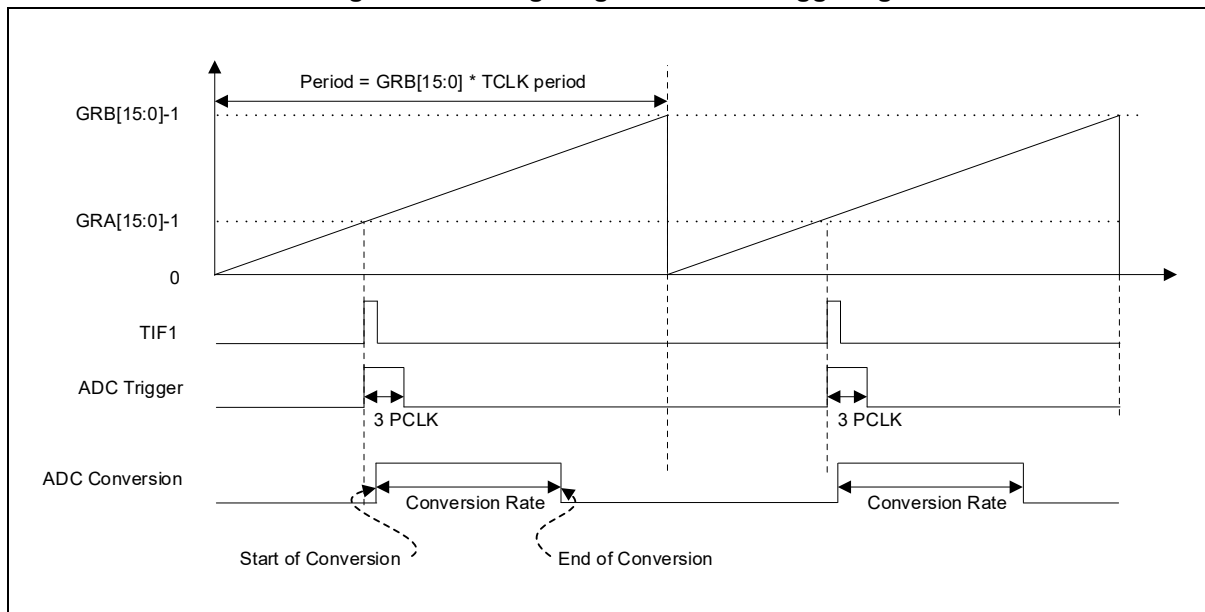 Period = GRB[15:0] * TCLK period
GRB[15:0]-1
GRA[15:0]-1
0
TIF1
ADC Trigger
3 PCLK
3 PCLK
ADC Conversion
Conversion Rate
Conversion Rate
Start of Conversion
End of Conversion